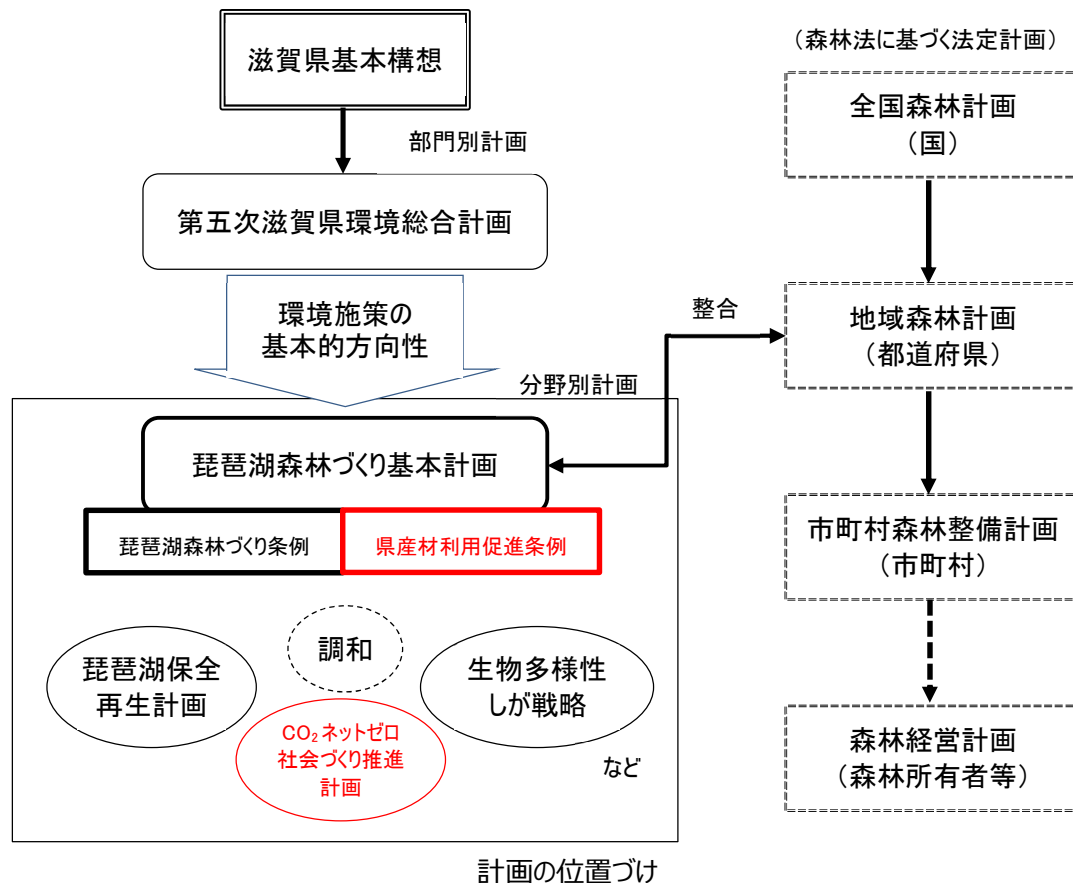 滋賀県基本構想
部門別計画
第五次滋賀県環境総合計画
環境施策の
基本的方向性
分野別計画
琵琶湖森林づくり基本計画
琵琶湖森林づくり条例
県産材利用促進条例
調和
琵琶湖保全
再生計画
生物多様性
しが戦略
CO₂ネットゼロ
社会づくり推進
計画
など
整合
（森林法に基づく法定計画）
全国森林計画
（国）
地域森林計画
（都道府県）
市町村森林整備計画
（市町村）
森林経営計画
（森林所有者等）
計画の位置づけ